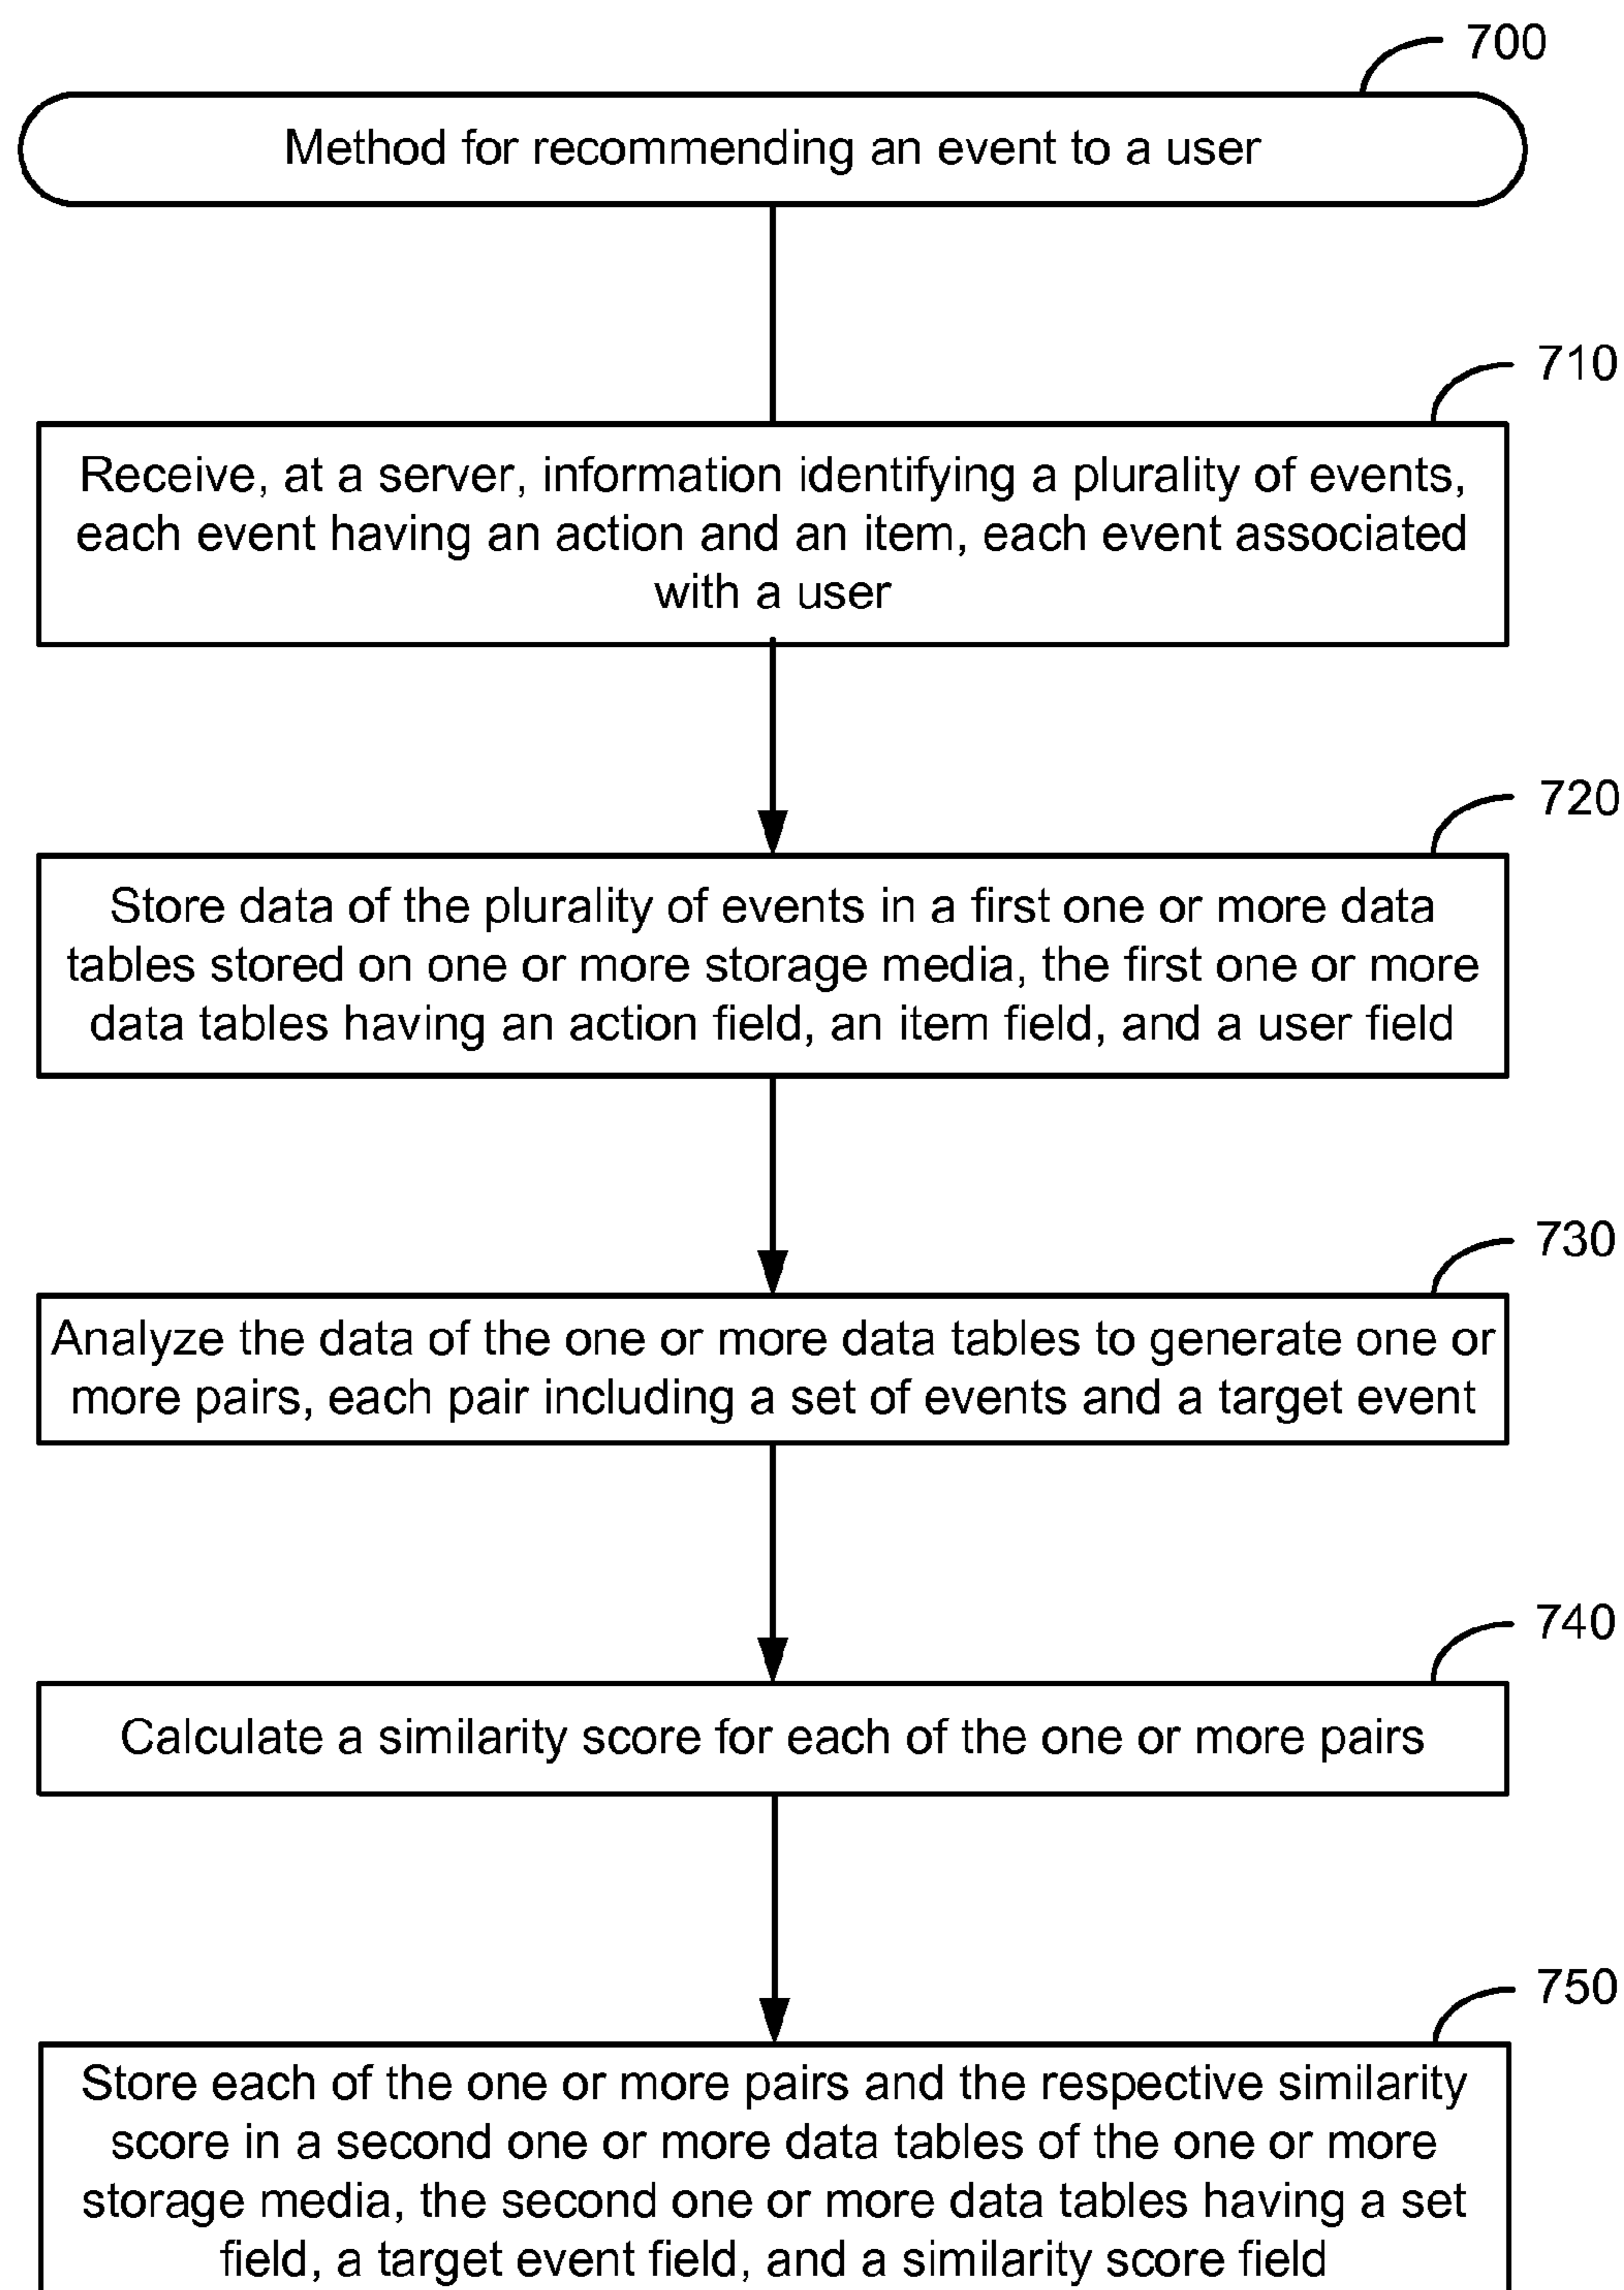 700
Method for recommending an event to a user
710
Receive, at a server, information identifying a plurality of events,
each event having an action and an item, each event associated
with a user
720
Store data of the plurality of events in a first one or more data
tables stored on one or more storage media, the first one or more
data tables having an action field, an item field, and a user field
730
Analyze the data of the one or more data tables to generate one or
more pairs, each pair including a set of events and a target event
740
Calculate a similarity score for each of the one or more pairs
750
Store each of the one or more pairs and the respective similarity
score in a second one or more data tables of the one or more
storage media, the second one or more data tables having a set
field, a target event field, and a similarity score field